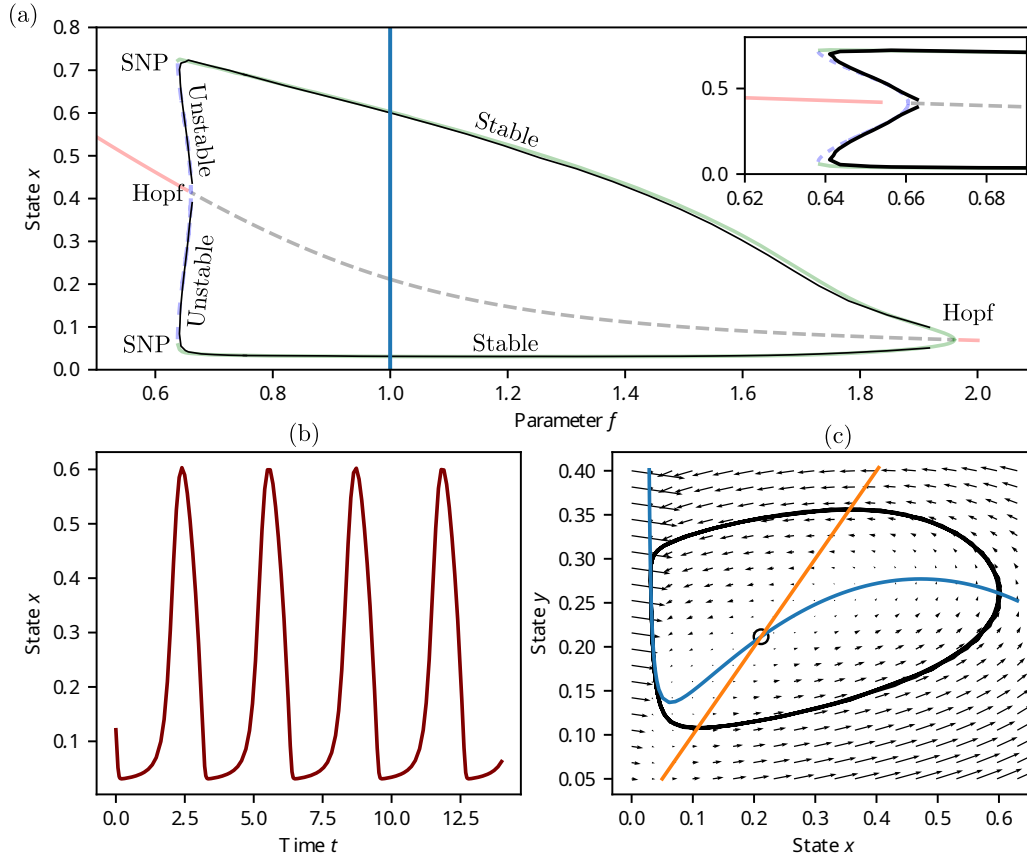 (a)
0.8
0.7
0.6
0.5
0.4
0.3
0.2
0.1
0.0
State x
SNP
Unstable
Hopf
Unstable
SNP
Stable
Stable
Hopf
0.5
0.0
0.62 0.64 0.66 0.68
0.6 0.8 1.0 1.2 1.4 1.6 1.8 2.0
Parameter f
(b)
0.6
0.5
0.4
0.3
0.2
0.1
State x
0.0 2.5 5.0 7.5 10.0 12.5
Time t
(c)
0.40
0.35
0.30
0.25
0.20
0.15
0.10
0.05
State y
0.0 0.1 0.2 0.3 0.4 0.5 0.6
State x